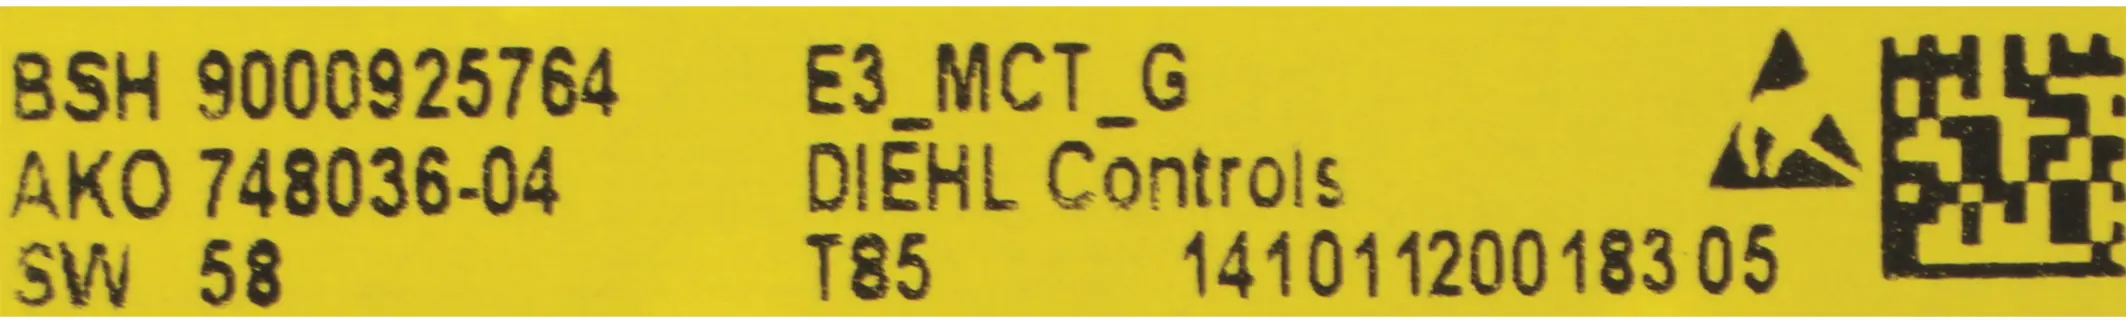 BSH 9000925764 E3_MCT_G
AKO 748036-04 DIEHL Controls
SW 58 T85 14101120018305